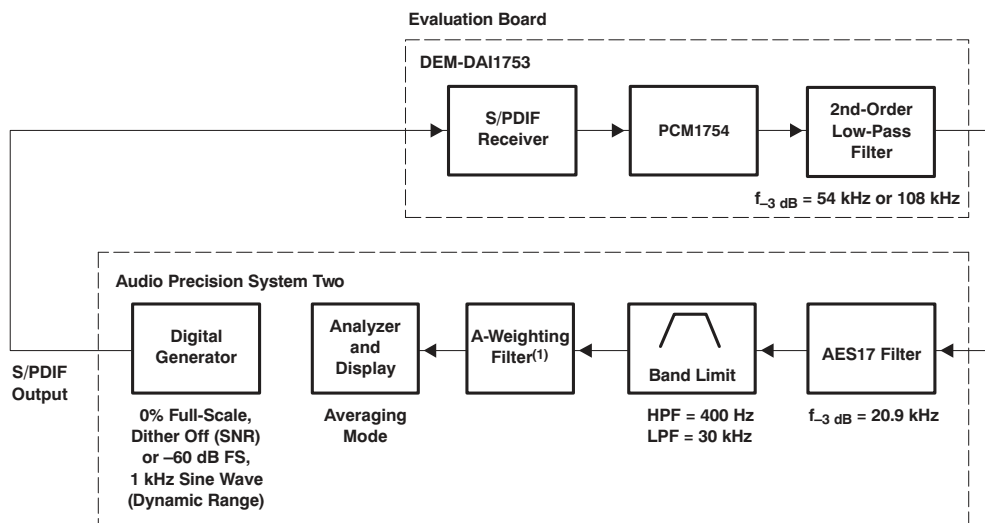 Evaluation Board
DEM-DAI1753
S/PDIF
Receiver
PCM1754
2nd-Order
Low-Pass
Filter
f–3 dB = 54 kHz or 108 kHz
Audio Precision System Two
Digital
Generator
Analyzer
and
Display
A-Weighting
Filter(1)
Band Limit
AES17 Filter
S/PDIF
Output
0% Full-Scale,
Dither Off (SNR)
or –60 dB FS,
1 kHz Sine Wave
(Dynamic Range)
Averaging
Mode
HPF = 400 Hz
LPF = 30 kHz
f–3 dB = 20.9 kHz